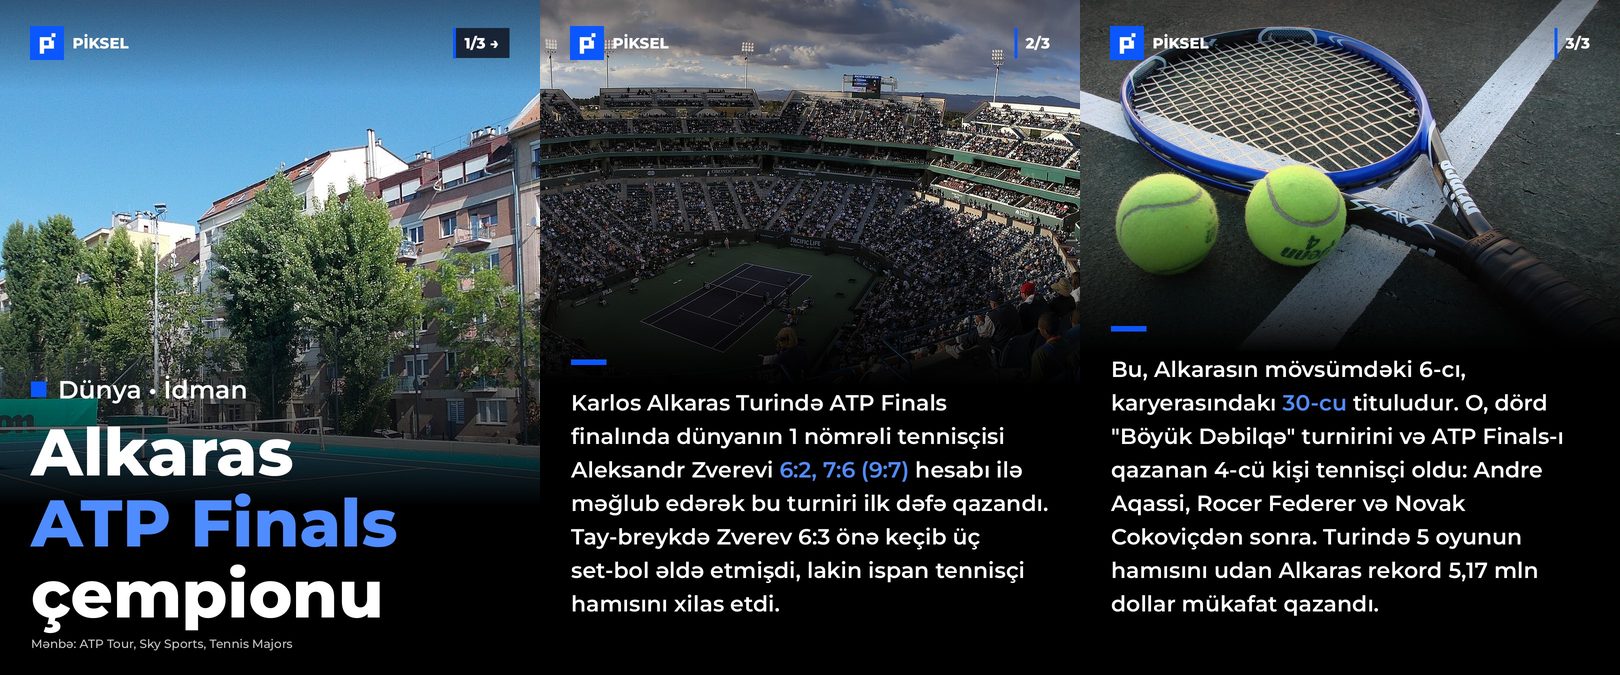 PİKSEL
1/3 →
Dünya • İdman
Alkaras
ATP Finals
çempionu
Mənbə: ATP Tour, Sky Sports, Tennis Majors
PİKSEL
2/3
PACIFIC LIFE
Karlos Alkaras Turində ATP Finals
finalında dünyanın 1 nömrəli tennisçisi
Aleksandr Zverevi 6:2, 7:6 (9:7) hesabı ilə
məğlub edərək bu turniri ilk dəfə qazandı.
Tay-breykdə Zverev 6:3 önə keçib üç
set-bol əldə etmişdi, lakin ispan tennisçi
hamısını xilas etdi.
PİKSEL
3/3
Penn
4
Bu, Alkarasın mövsümdəki 6-cı,
karyerasındakı 30-cu tituludur. O, dörd
"Böyük Dəbilqə" turnirini və ATP Finals-ı
qazanan 4-cü kişi tennisçi oldu: Andre
Aqassi, Rocer Federer və Novak
Cokoviçdən sonra. Turində 5 oyunun
hamısını udan Alkaras rekord 5,17 mln
dollar mükafat qazandı.